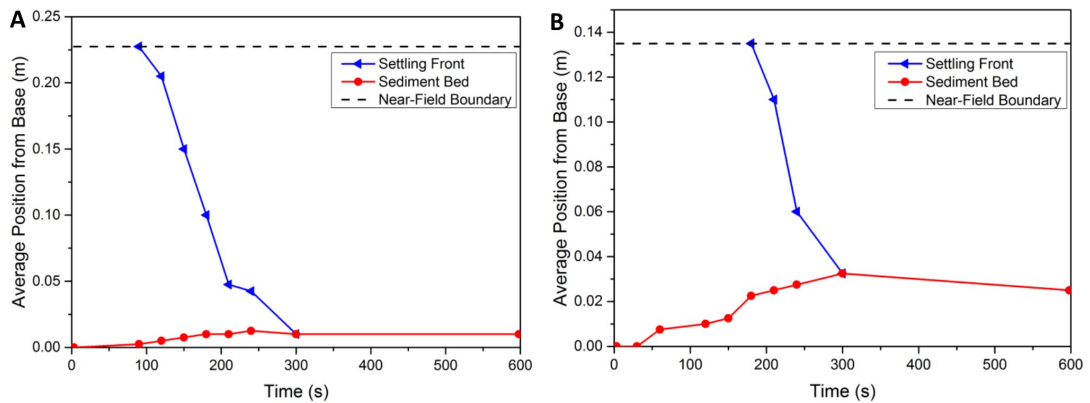 A
0.25
0.20
0.15
0.10
0.05
0.00
Average Position from Base (m)
0
100
200
300
400
500
600
Time (s)
Settling Front
Sediment Bed
Near-Field Boundary
B
0.14
0.12
0.10
0.08
0.06
0.04
0.02
0.00
Average Position from Base (m)
0
100
200
300
400
500
600
Time (s)
Settling Front
Sediment Bed
Near-Field Boundary